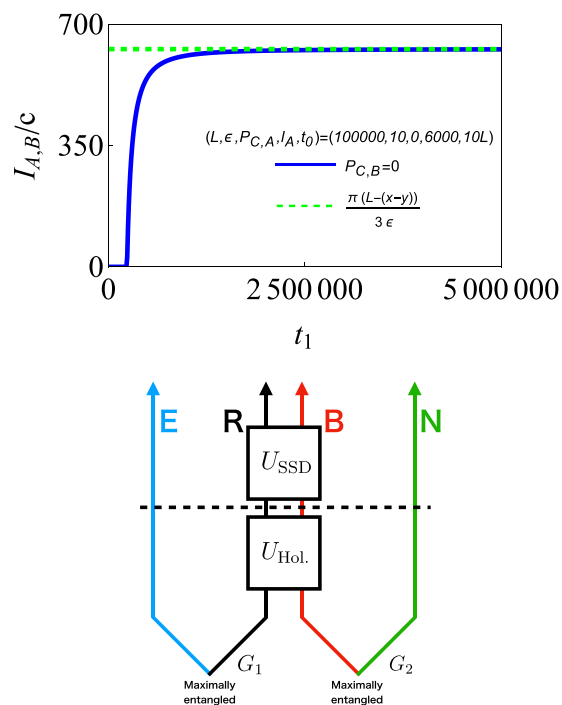 700
350
0
I_{A,B}/c
(L,ϵ,P_{C,A},l_A,t_0)=(100000,10,0,6000,10L)
P_{C,B}=0
π (L-(x-y))
3 ϵ
0 2 500 000 5 000 000
t_1
E R B N
U_{SSD}
U_{Hol.}
G_1 G_2
Maximally Maximally
entangled entangled